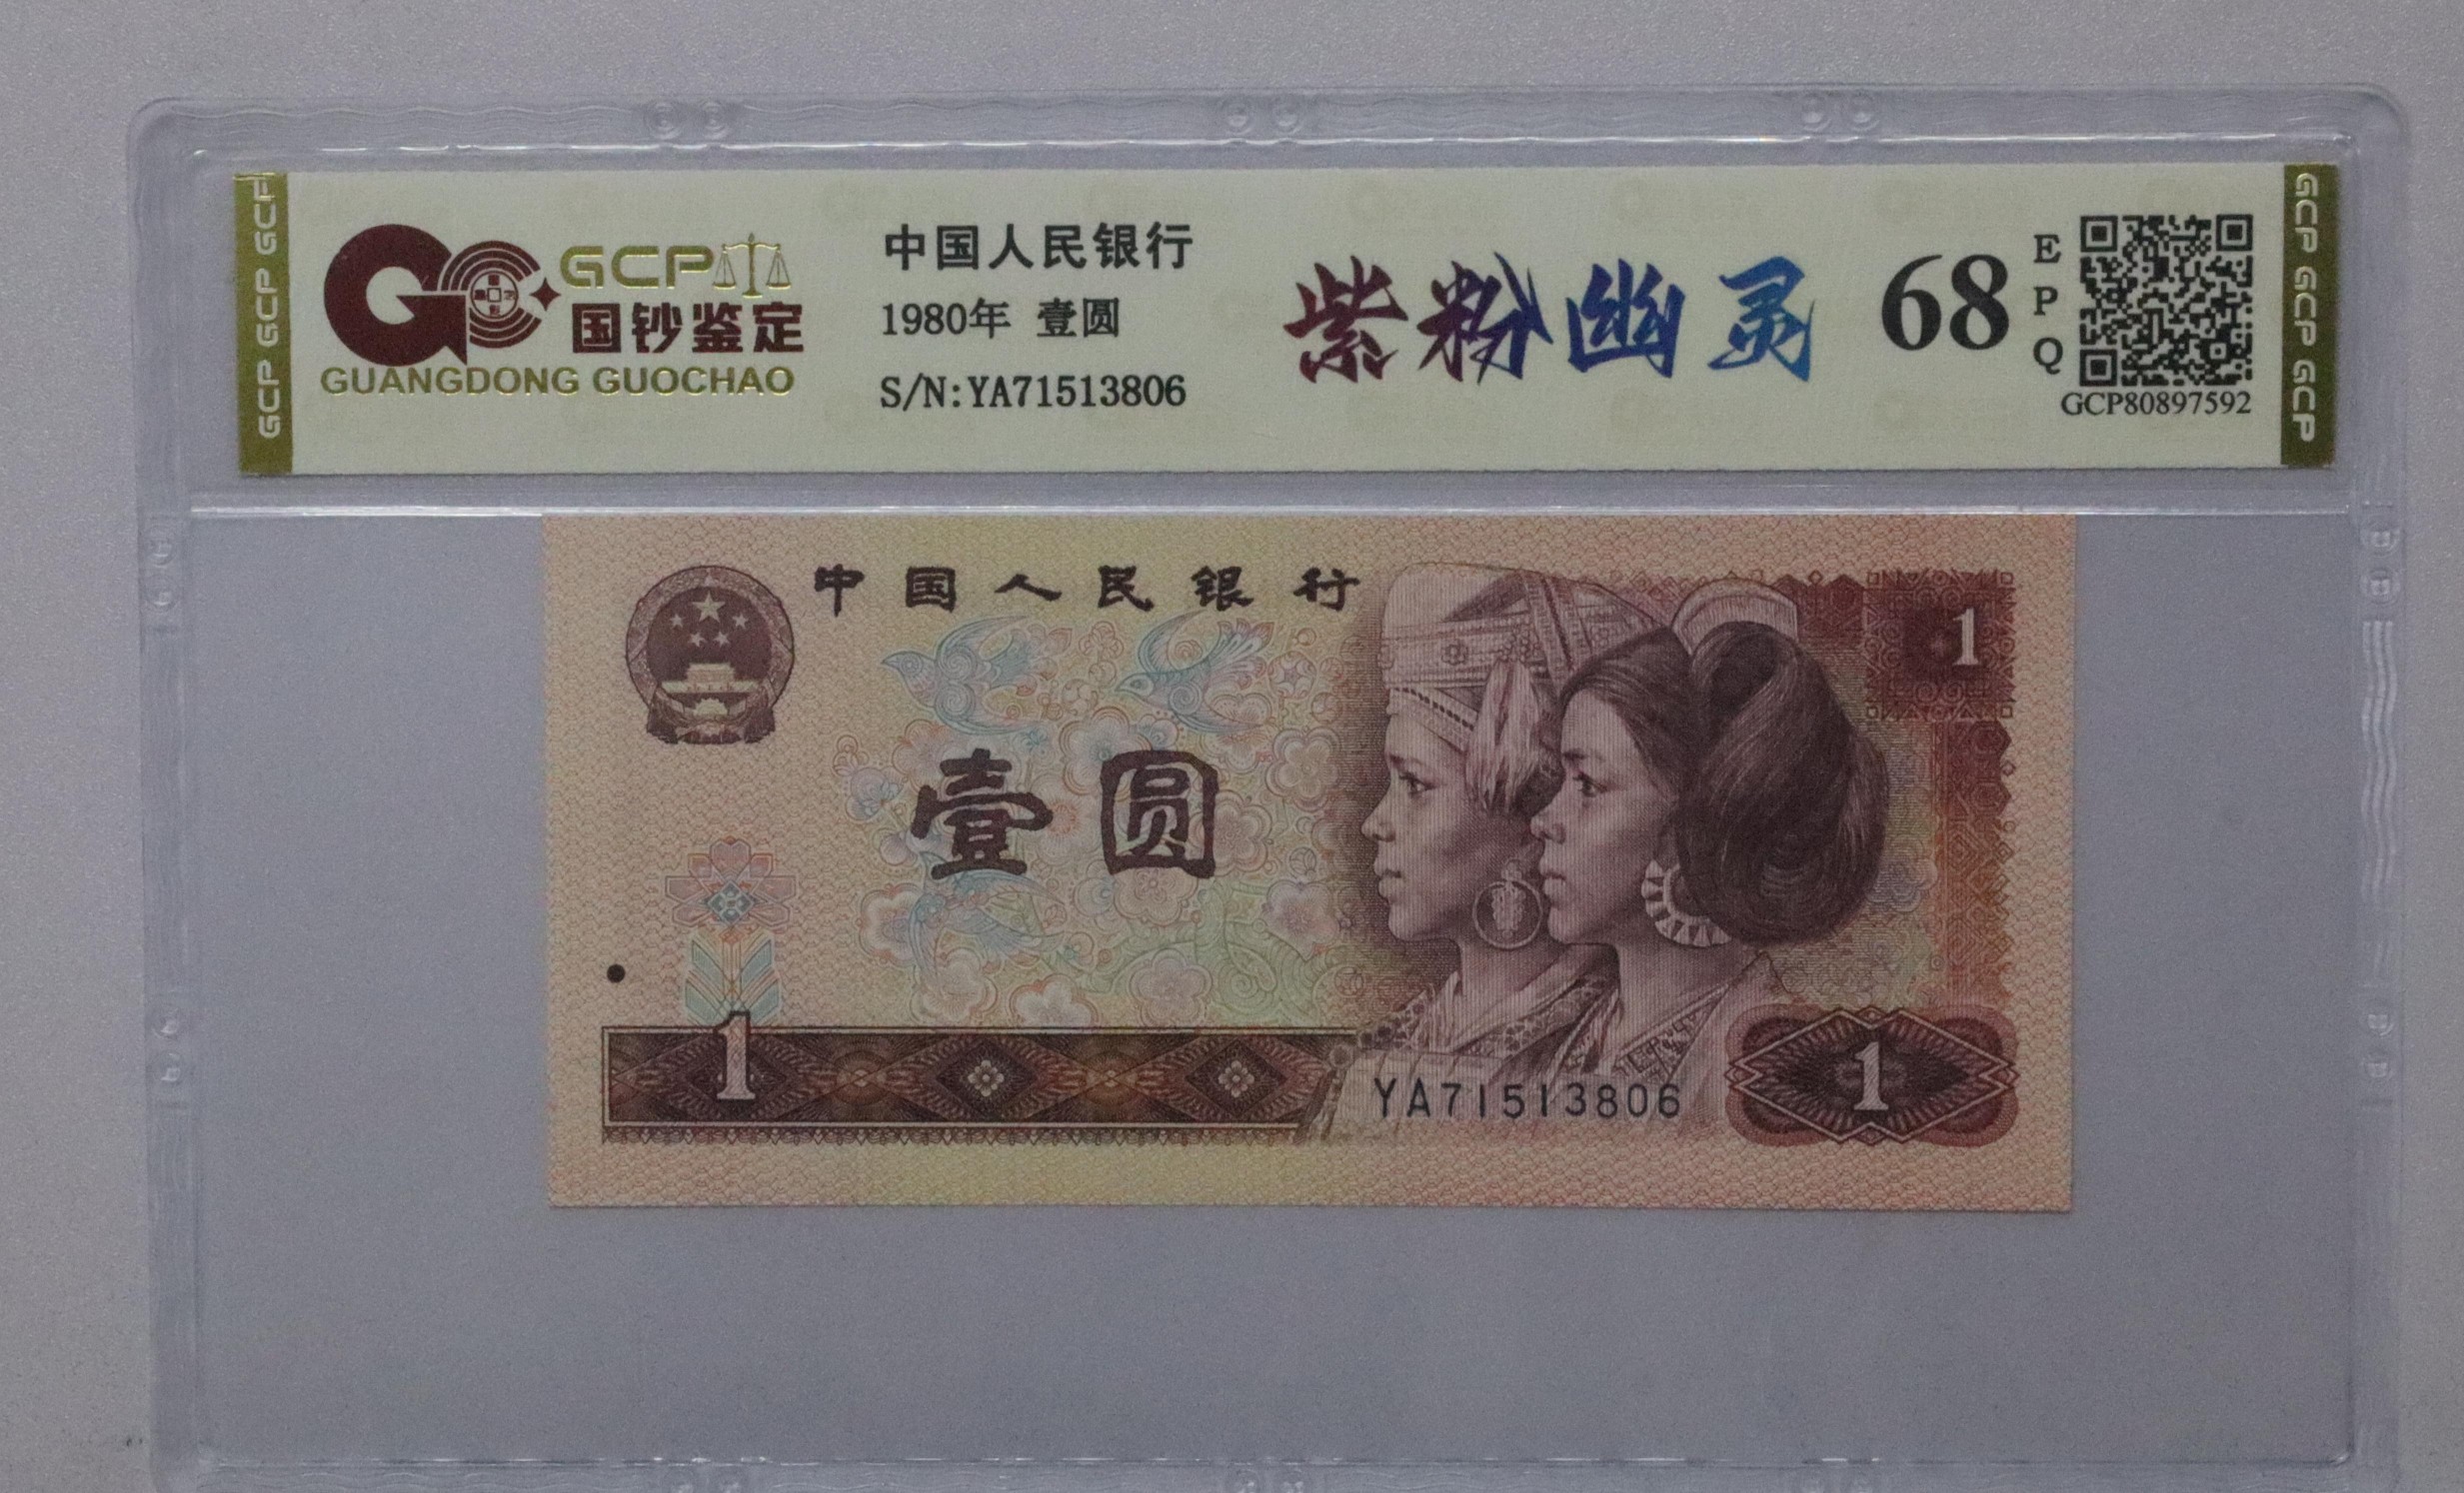 GCP GCP GCP
GCP
国钞鉴定
GUANGDONG GUOCHAO
中国人民银行
1980年 壹圆
S/N:YA71513806
紫粉幽灵
68
E
P
Q
GCP80897592
GCP GCP GCP
中国人民银行
1
壹圆
1
YA71513806
1